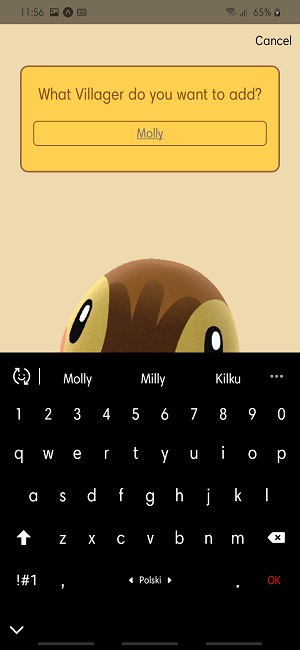 11:56 65%
Cancel
What Villager do you want to add?
Molly
Molly Milly Kilku
1 2 3 4 5 6 7 8 9 0
q w e r t y u i o p
a s d f g h j k l
z x c v b n m
!#1 , Polski . OK